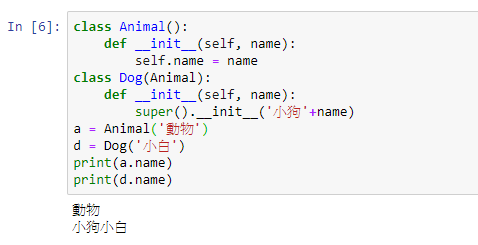 In [6]: class Animal():
    def __init__(self, name):
        self.name = name
class Dog(Animal):
    def __init__(self, name):
        super().__init__('小狗'+name)
a = Animal('動物')
d = Dog('小白')
print(a.name)
print(d.name)
動物
小狗小白